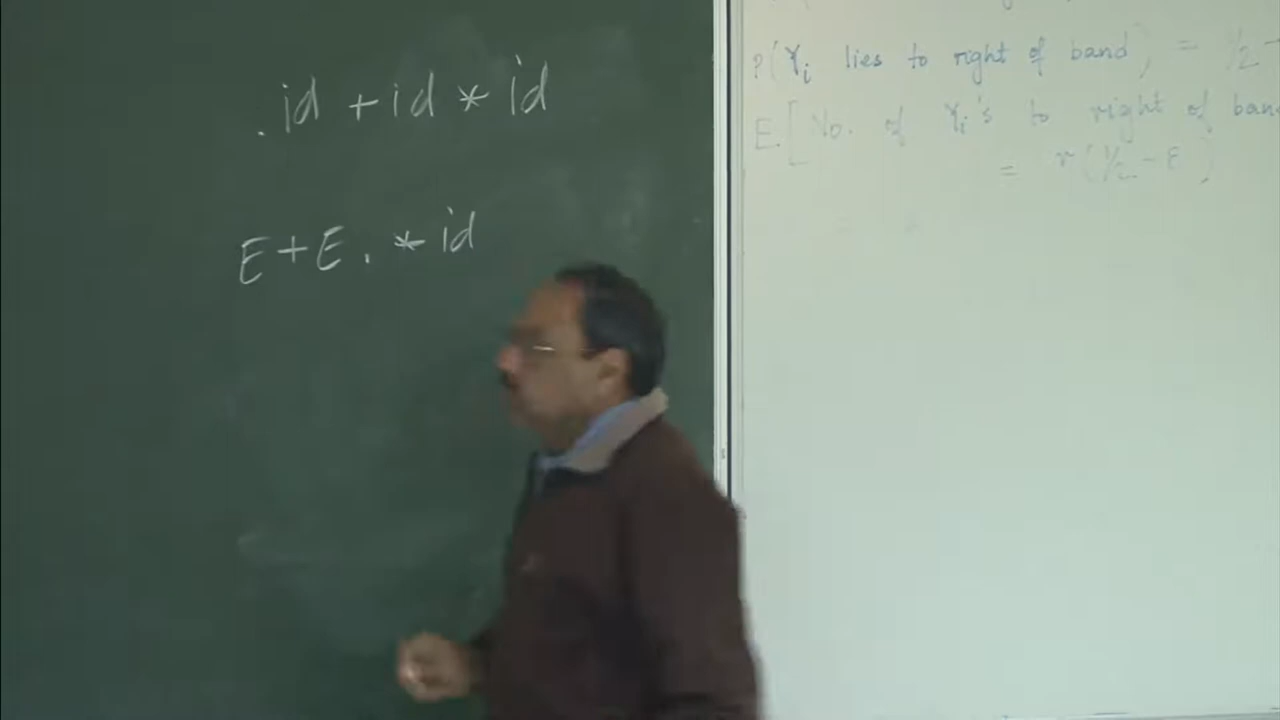 . id + id * id
E + E . * id
P(Yi lies to right of band) = 1/2 -
E[No. of Yi's to right of band
= r(1/2 - ε)